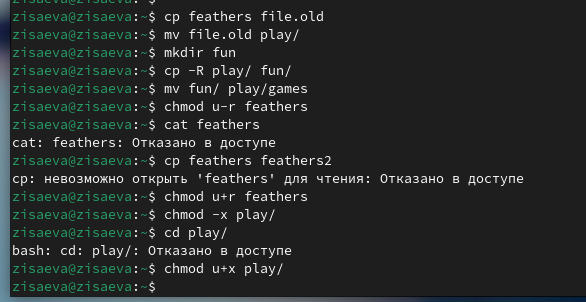 zisaeva@zisaeva:~$
zisaeva@zisaeva:~$ cp feathers file.old
zisaeva@zisaeva:~$ mv file.old play/
zisaeva@zisaeva:~$ mkdir fun
zisaeva@zisaeva:~$ cp -R play/ fun/
zisaeva@zisaeva:~$ mv fun/ play/games
zisaeva@zisaeva:~$ chmod u-r feathers
zisaeva@zisaeva:~$ cat feathers
cat: feathers: Отказано в доступе
zisaeva@zisaeva:~$ cp feathers feathers2
cp: невозможно открыть 'feathers' для чтения: Отказано в доступе
zisaeva@zisaeva:~$ chmod u+r feathers
zisaeva@zisaeva:~$ chmod -x play/
zisaeva@zisaeva:~$ cd play/
bash: cd: play/: Отказано в доступе
zisaeva@zisaeva:~$ chmod u+x play/
zisaeva@zisaeva:~$